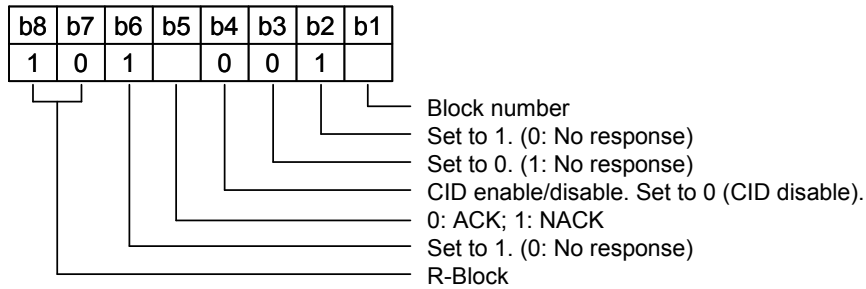 b8 b7 b6 b5 b4 b3 b2 b1
1 0 1 0 0 1
Block number
Set to 1. (0: No response)
Set to 0. (1: No response)
CID enable/disable. Set to 0 (CID disable).
0: ACK; 1: NACK
Set to 1. (0: No response)
R-Block